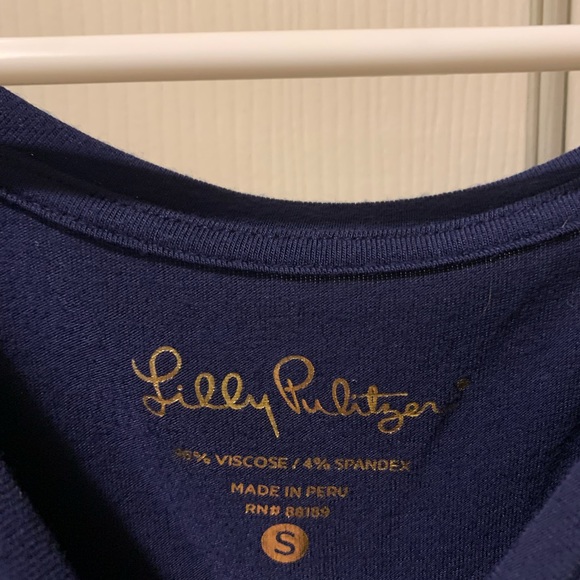 Lilly Pulitzer®
96% VISCOSE / 4% SPANDEX
MADE IN PERU
RN# 88189
S